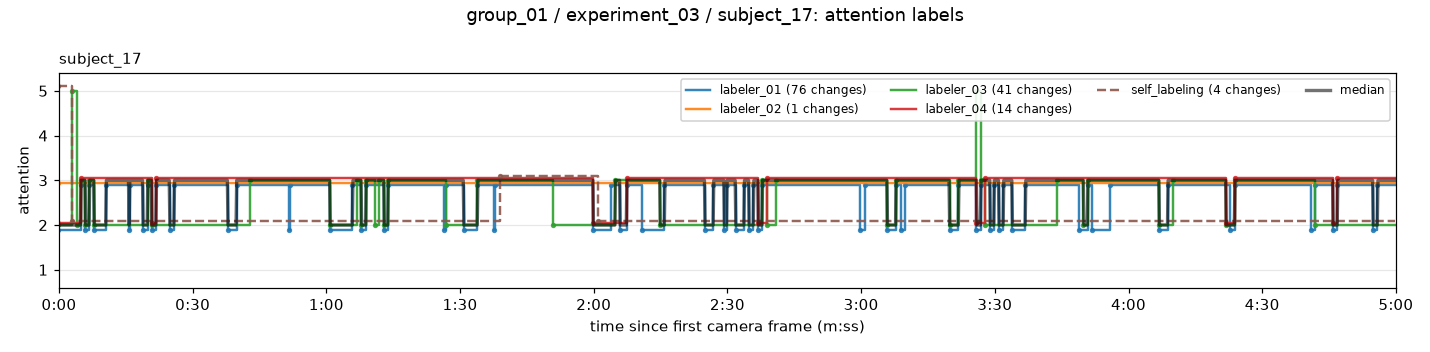 group_01 / experiment_03 / subject_17: attention labels
subject_17
labeler_01 (76 changes)
labeler_02 (1 changes)
labeler_03 (41 changes)
labeler_04 (14 changes)
self_labeling (4 changes)
median
attention
5
4
3
2
1
0:00 0:30 1:00 1:30 2:00 2:30 3:00 3:30 4:00 4:30 5:00
time since first camera frame (m:ss)